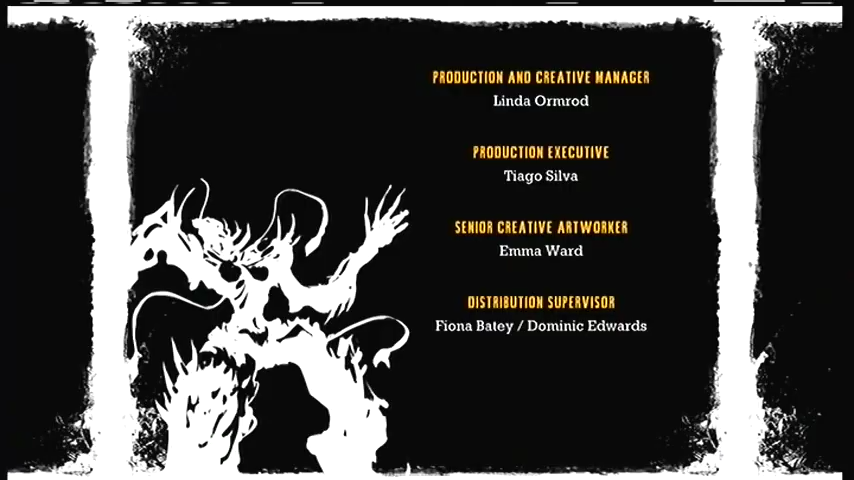 PRODUCTION AND CREATIVE MANAGER
Linda Ormrod
PRODUCTION EXECUTIVE
Tiago Silva
SENIOR CREATIVE ARTWORKER
Emma Ward
DISTRIBUTION SUPERVISOR
Fiona Batey / Dominic Edwards